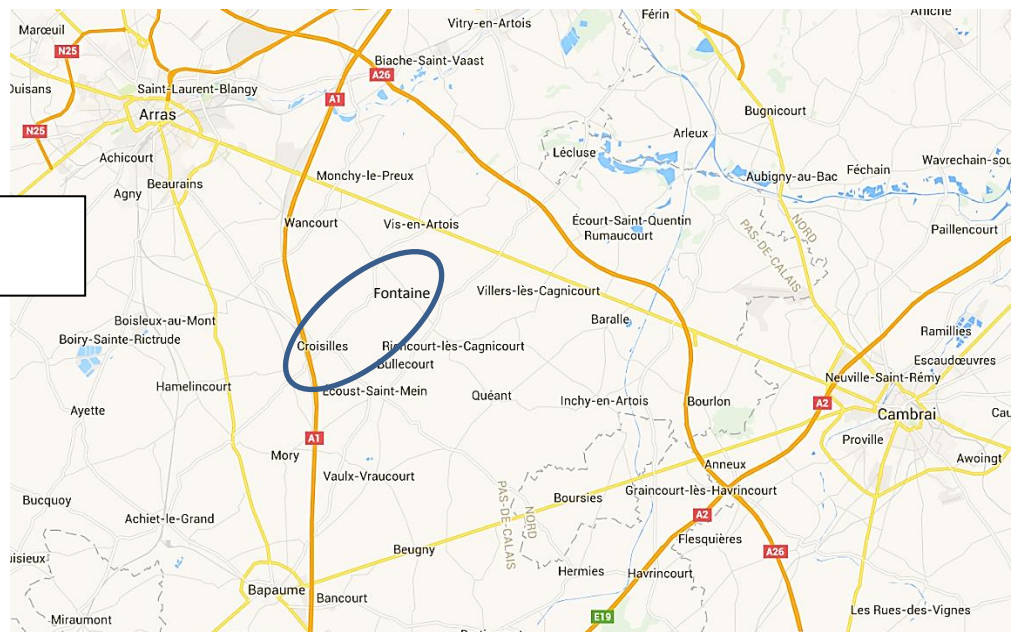 Férin
Aniche
Marœuil
Vitry-en-Artois
N25
Biache-Saint-Vaast
A26
Duisans
Saint-Laurent-Blangy
A1
Bugnicourt
Arras
N25
Arleux
Achicourt
Lécluse
Wavrechain-sou
Monchy-le-Preux
Féchain
Aubigny-au-Bac
Beaurains
Agny
Écourt-Saint-Quentin
Wancourt
Vis-en-Artois
Rumaucourt
NORD
PAS-DE-CALAIS
Paillencourt
Fontaine
Villers-lès-Cagnicourt
Boisleux-au-Mont
Baralle
Ramillies
Boiry-Sainte-Rictrude
Croisilles
Riencourt-lès-Cagnicourt
Bullecourt
Escaudœuvres
Neuville-Saint-Rémy
Hamelincourt
Écoust-Saint-Mein
Quéant
Inchy-en-Artois
Bourlon
A2
Ayette
Cambrai
Cau
A1
Proville
Mory
Awoingt
Anneux
Vaulx-Vraucourt
Graincourt-lès-Havrincourt
Bucquoy
Boursies
PAS-DE-CALAIS
NORD
Achiet-le-Grand
A2
Flesquières
Beugny
A26
uisieux
Hermies
Havrincourt
Bapaume
Bancourt
E19
Les Rues-des-Vignes
Miraumont